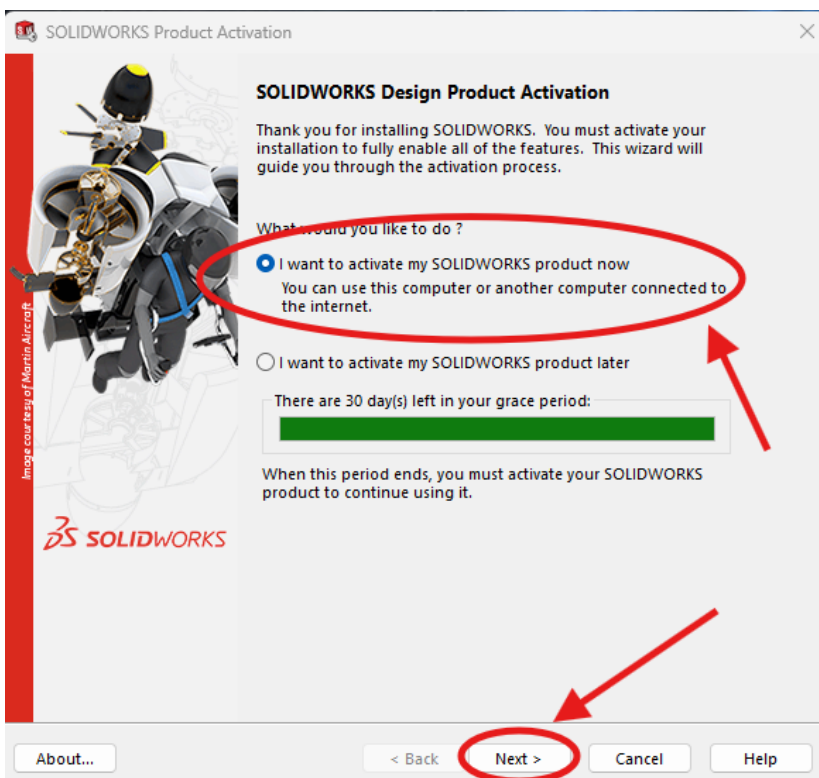 SOLIDWORKS Product Activation
SOLIDWORKS Design Product Activation
Thank you for installing SOLIDWORKS. You must activate your
installation to fully enable all of the features. This wizard will
guide you through the activation process.
What would you like to do ?
I want to activate my SOLIDWORKS product now
You can use this computer or another computer connected to
the internet.
I want to activate my SOLIDWORKS product later
There are 30 day(s) left in your grace period:
When this period ends, you must activate your SOLIDWORKS
product to continue using it.
Image courtesy of Martin Aircraft
SOLIDWORKS
About...
< Back
Next >
Cancel
Help